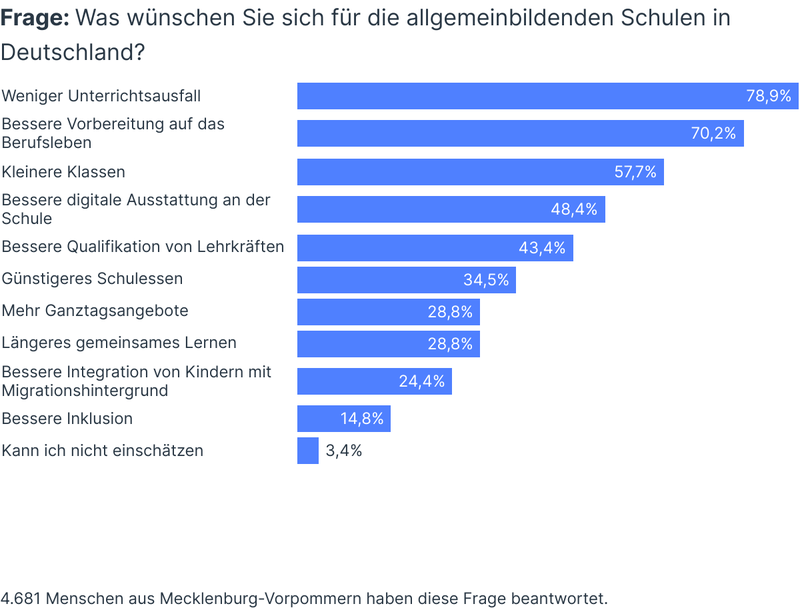 Frage: Was wünschen Sie sich für die allgemeinbildenden Schulen in
Deutschland?
Weniger Unterrichtsausfall 78,9%
Bessere Vorbereitung auf das
Berufsleben 70,2%
Kleinere Klassen 57,7%
Bessere digitale Ausstattung an der
Schule 48,4%
Bessere Qualifikation von Lehrkräften 43,4%
Günstigeres Schulessen 34,5%
Mehr Ganztagsangebote 28,8%
Längeres gemeinsames Lernen 28,8%
Bessere Integration von Kindern mit
Migrationshintergrund 24,4%
Bessere Inklusion 14,8%
Kann ich nicht einschätzen 3,4%
4.681 Menschen aus Mecklenburg-Vorpommern haben diese Frage beantwortet.